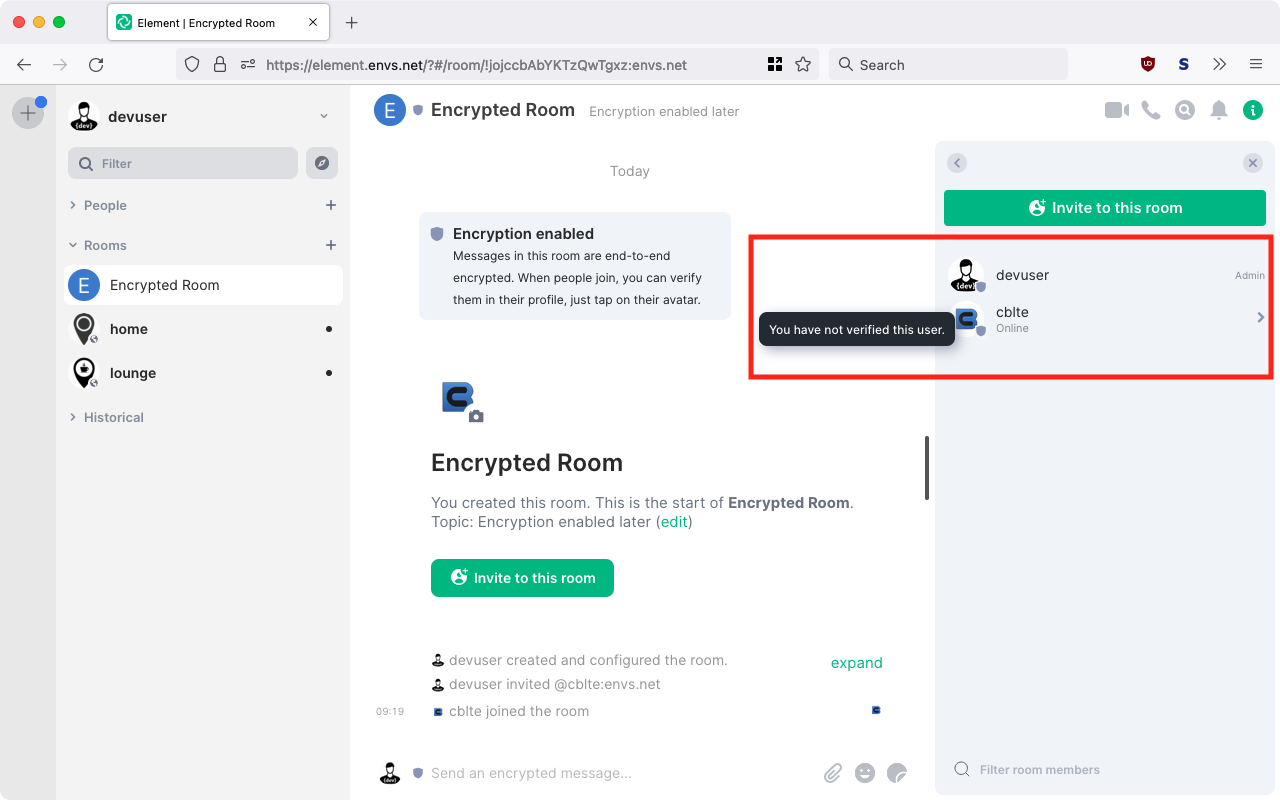 Element | Encrypted Room
https://element.envs.net/?#/room/!jojccbAbYKTzQwTgxz:envs.net
Search
S
{dev}
devuser
Filter
People
Rooms
E
Encrypted Room
home
lounge
Historical
E
Encrypted Room
Encryption enabled later
Today
Encryption enabled
Messages in this room are end-to-end
encrypted. When people join, you can verify
them in their profile, just tap on their avatar.
Encrypted Room
You created this room. This is the start of Encrypted Room.
Topic: Encryption enabled later (edit)
Invite to this room
devuser created and configured the room.
expand
devuser invited @cblte:envs.net
09:19
cblte joined the room
{dev}
Send an encrypted message...
Invite to this room
{dev}
devuser
Admin
You have not verified this user.
cblte
Online
Filter room members